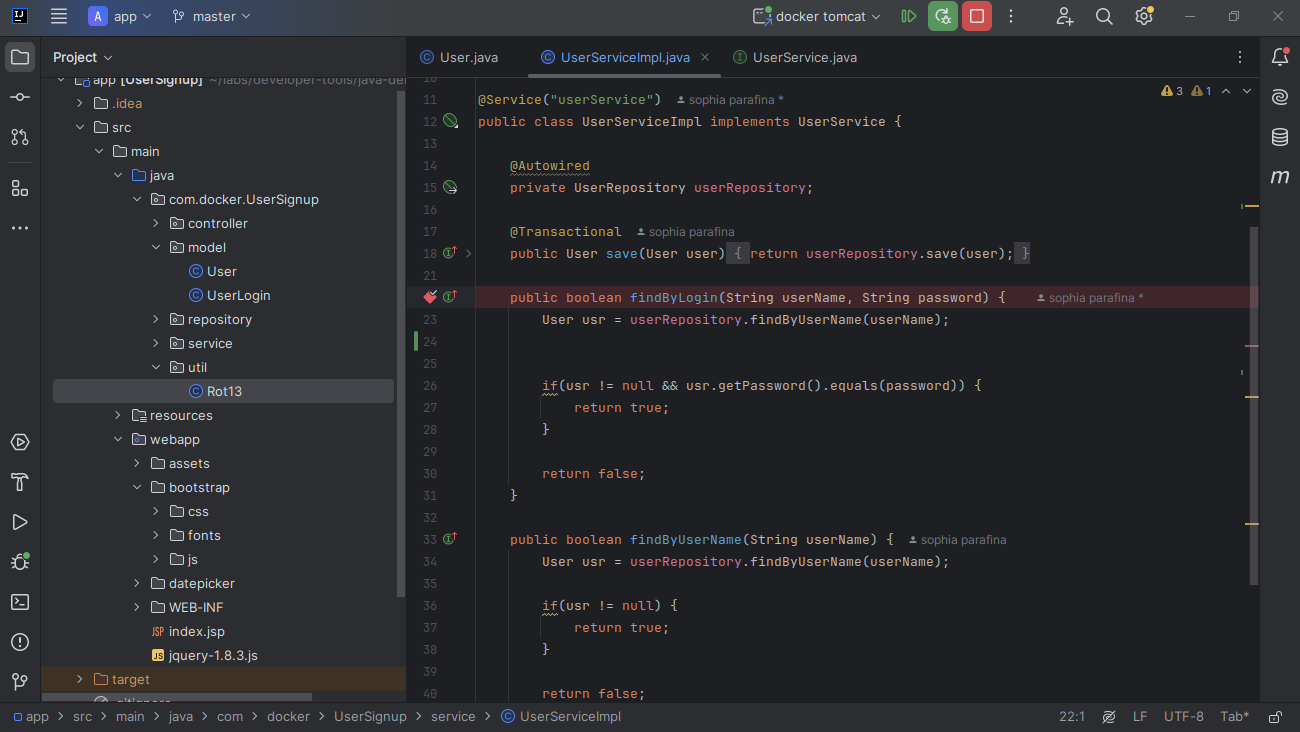 IJ A app master docker tomcat
Project
User.java UserServiceImpl.java UserService.java
app [UserSignup] ~/labs/developer-tools/java-de
.idea
src
main
java
com.docker.UserSignup
controller
model
User
UserLogin
repository
service
util
Rot13
resources
webapp
assets
bootstrap
css
fonts
js
datepicker
WEB-INF
JSP index.jsp
JS jquery-1.8.3.js
target
.gitignore
10
11 @Service("userService") sophia parafina *
12 public class UserServiceImpl implements UserService {
13
14 @Autowired
15 private UserRepository userRepository;
16
17 @Transactional sophia parafina
18 public User save(User user) { return userRepository.save(user); }
21
public boolean findByLogin(String userName, String password) { sophia parafina *
23 User usr = userRepository.findByUserName(userName);
24
25
26 if(usr != null && usr.getPassword().equals(password)) {
27 return true;
28 }
29
30 return false;
31 }
32
33 public boolean findByUserName(String userName) { sophia parafina
34 User usr = userRepository.findByUserName(userName);
35
36 if(usr != null) {
37 return true;
38 }
39
40 return false;
3 1
m
app > src > main > java > com > docker > UserSignup > service > UserServiceImpl 22:1 LF UTF-8 Tab*